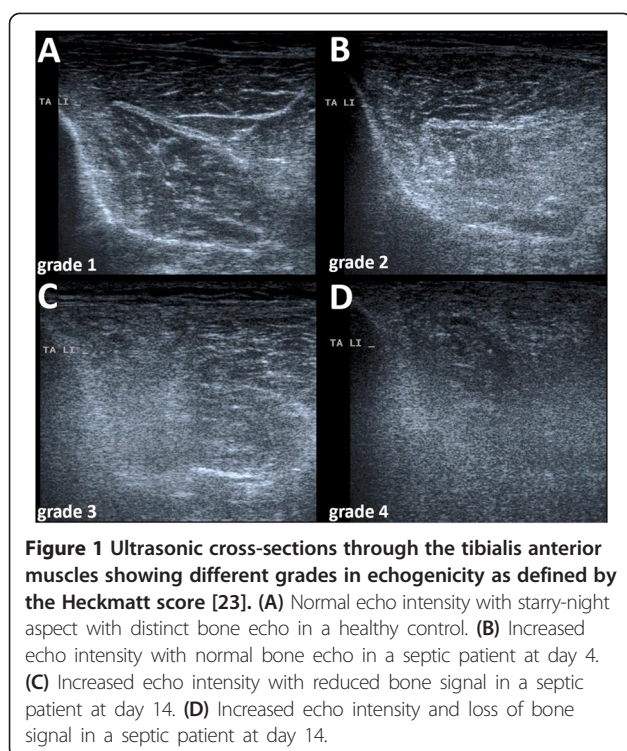 A
B
TA LI _
TA LI _
grade 1
grade 2
C
D
TA LI _
TA LI _
grade 3
grade 4
Figure 1 Ultrasonic cross-sections through the tibialis anterior
muscles showing different grades in echogenicity as defined by
the Heckmatt score [23]. (A) Normal echo intensity with starry-night
aspect with distinct bone echo in a healthy control. (B) Increased
echo intensity with normal bone echo in a septic patient at day 4.
(C) Increased echo intensity with reduced bone signal in a septic
patient at day 14. (D) Increased echo intensity and loss of bone
signal in a septic patient at day 14.